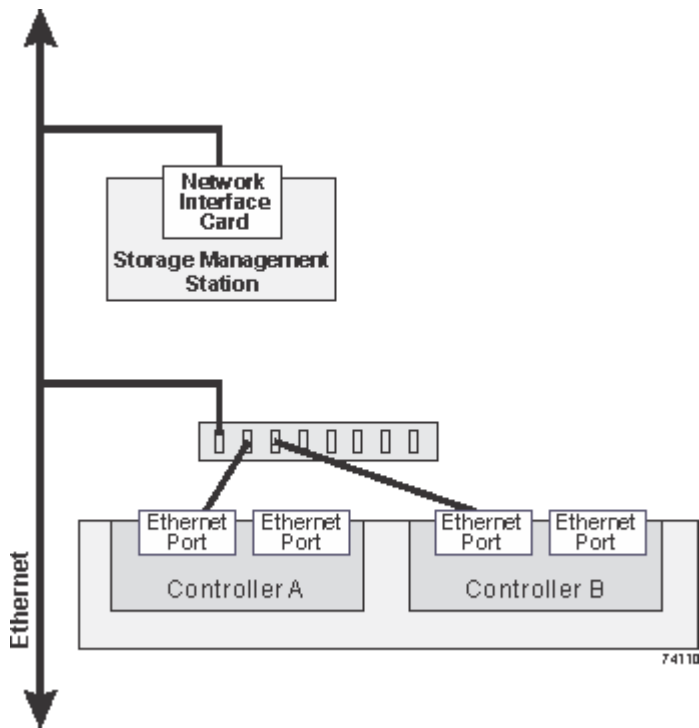 Network
Interface
Card
Storage Management
Station
Ethernet
Port
Ethernet
Port
Ethernet
Port
Ethernet
Port
Controller A
Controller B
Ethernet
74110